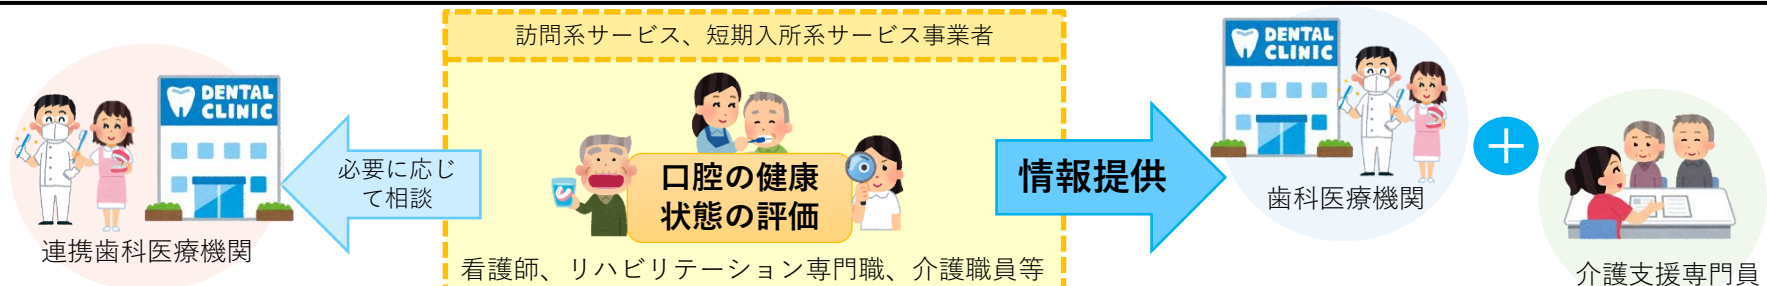 訪問系サービス、短期入所系サービス事業者
DENTAL
CLINIC
必要に応じ
て相談
連携歯科医療機関
口腔の健康
状態の評価
看護師、リハビリテーション専門職、介護職員等
情報提供
DENTAL
CLINIC
歯科医療機関
+
介護支援専門員